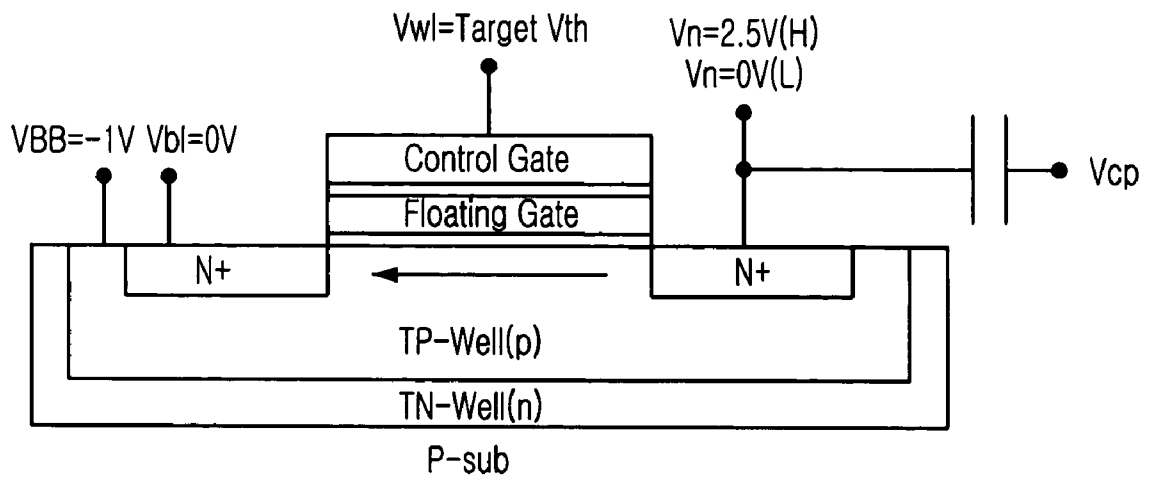 Vwl=Target Vth
Vn=2.5V(H)
Vn=0V(L)
VBB=-1V Vbl=0V
Control Gate
Vcp
Floating Gate
N+
N+
TP-Well(p)
TN-Well(n)
P-sub